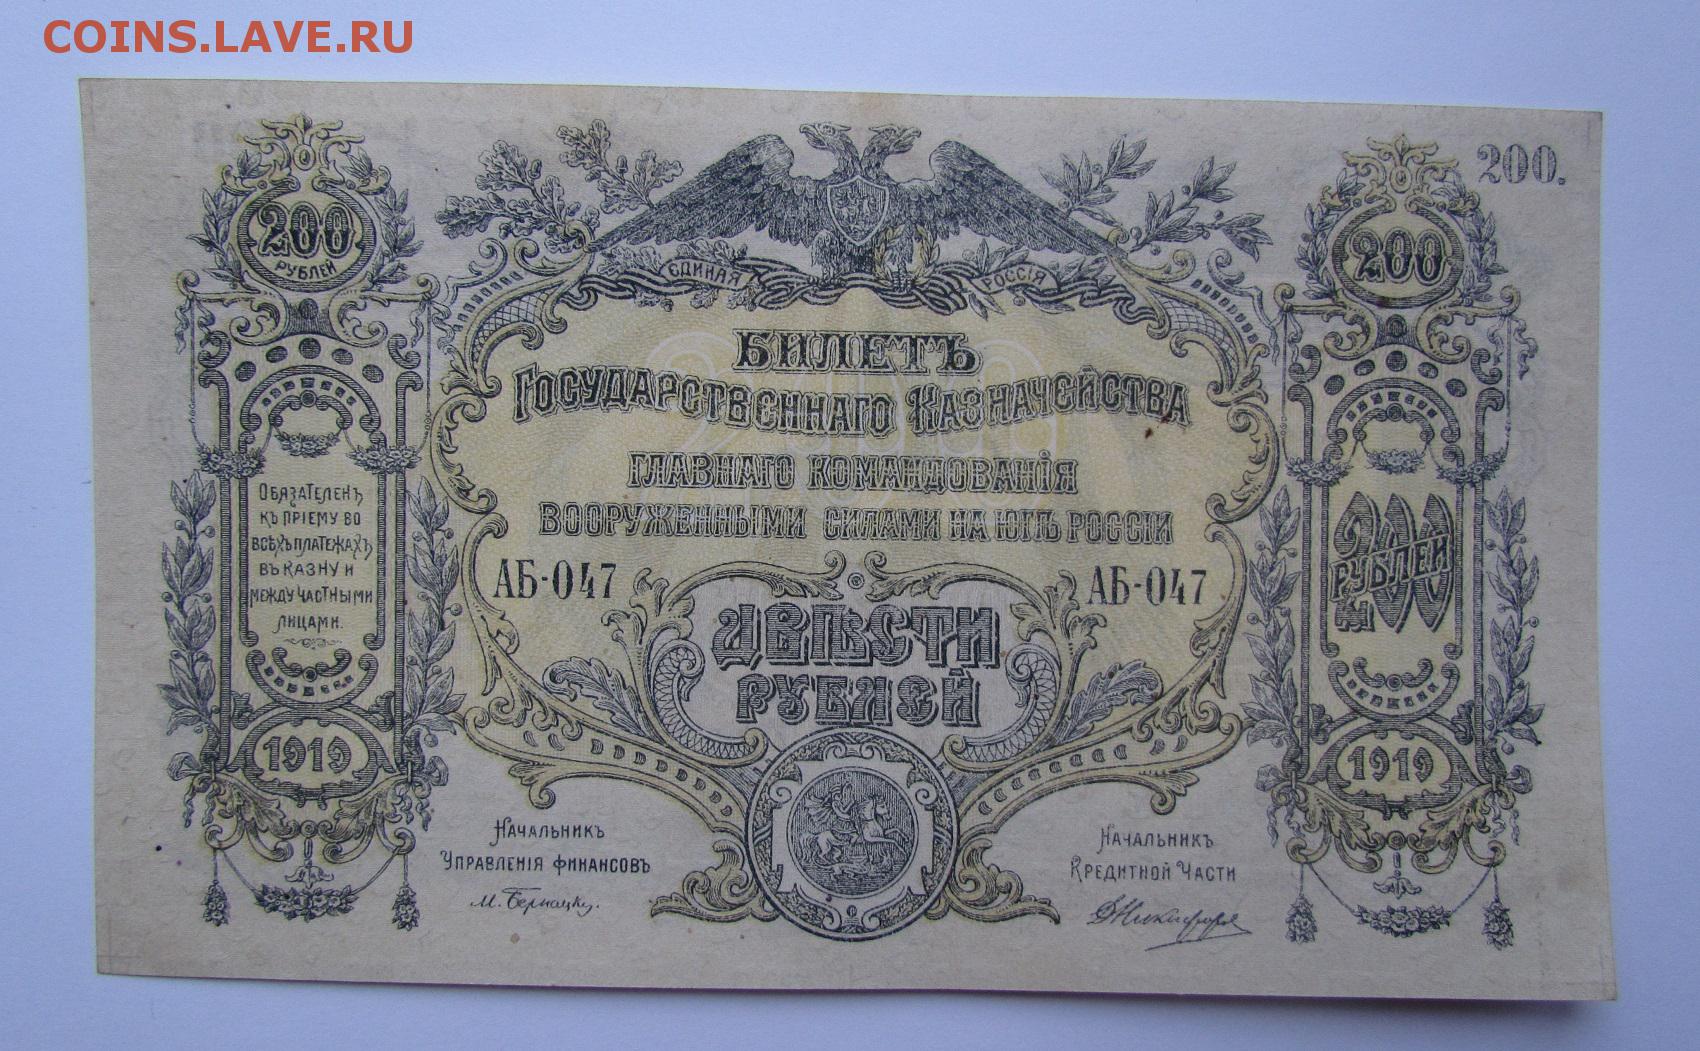 COINS.LAVE.RU
200.
200
РУБЛЕЙ
ЕДИНАЯ РОССІЯ
200
БИЛЕТЪ
ГОСУДАРСТВЕННАГО КАЗНАЧЕЙСТВА
ГЛАВНАГО КОМАНДОВАНІЯ
ВООРУЖЕННЫМИ СИЛАМИ НА ЮГѢ РОССІИ
АБ-047 АБ-047
ДВѢСТИ
РУБЛЕЙ
ОБЯЗАТЕЛЕНЪ
КЪ ПРІЕМУ ВО
ВСѢХЪ ПЛАТЕЖАХЪ
ВЪ КАЗНУ И
МЕЖДУ ЧАСТНЫМИ
ЛИЦАМИ.
1919
200
РУБЛЕЙ
200
1919
НАЧАЛЬНИКЪ
УПРАВЛЕНІЯ ФИНАНСОВЪ
М. Бернацкі.
НАЧАЛЬНИКЪ
КРЕДИТНОЙ ЧАСТИ